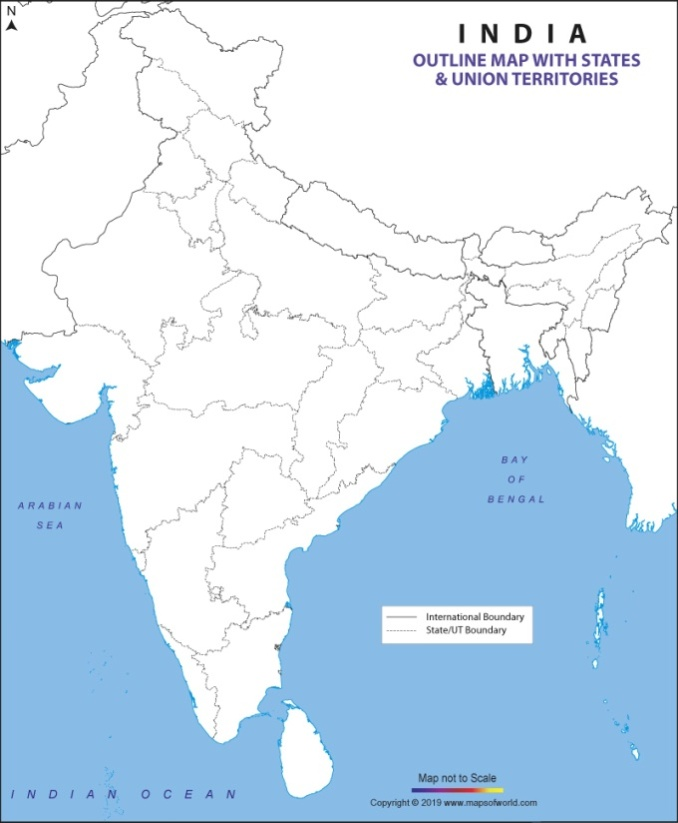 N
INDIA
OUTLINE MAP WITH STATES
& UNION TERRITORIES
BAY
OF
BENGAL
ARABIAN
SEA
International Boundary
State/UT Boundary
Map not to Scale
INDIAN OCEAN
Copyright © 2019 www.mapsofworld.com